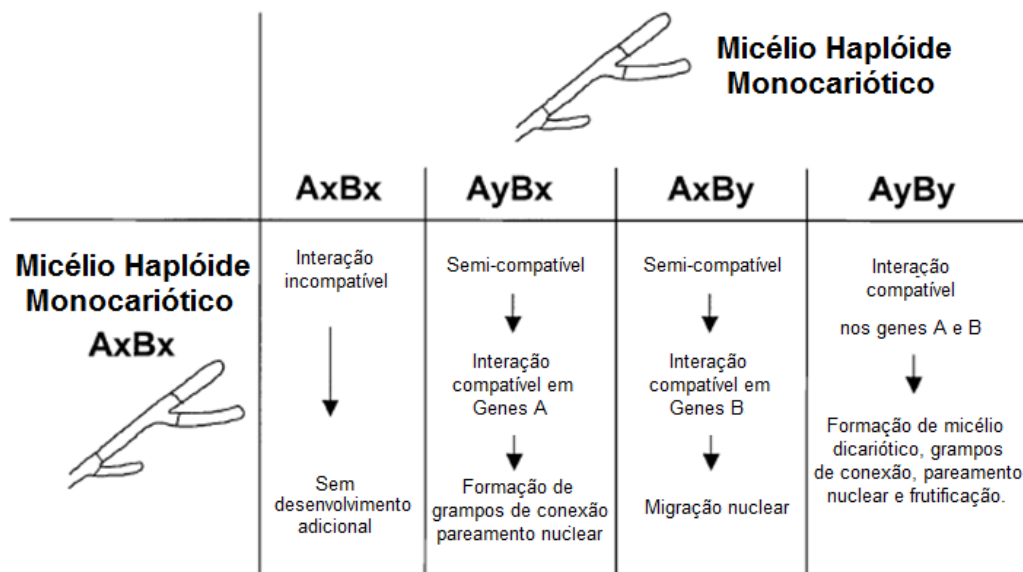 Micélio Haplóide
Monocariótico
AxBx
AyBx
AxBy
AyBy
Micélio Haplóide
Monocariótico
AxBx
Interação
incompatível
Sem
desenvolvimento
adicional
Semi-compatível
Interação
compatível em
Genes A
Formação de
grampos de conexão
pareamento nuclear
Semi-compatível
Interação
compatível em
Genes B
Migração nuclear
Interação
compatível
nos genes A e B
Formação de micélio
dicariótico, grampos
de conexão, pareamento
nuclear e frutificação.